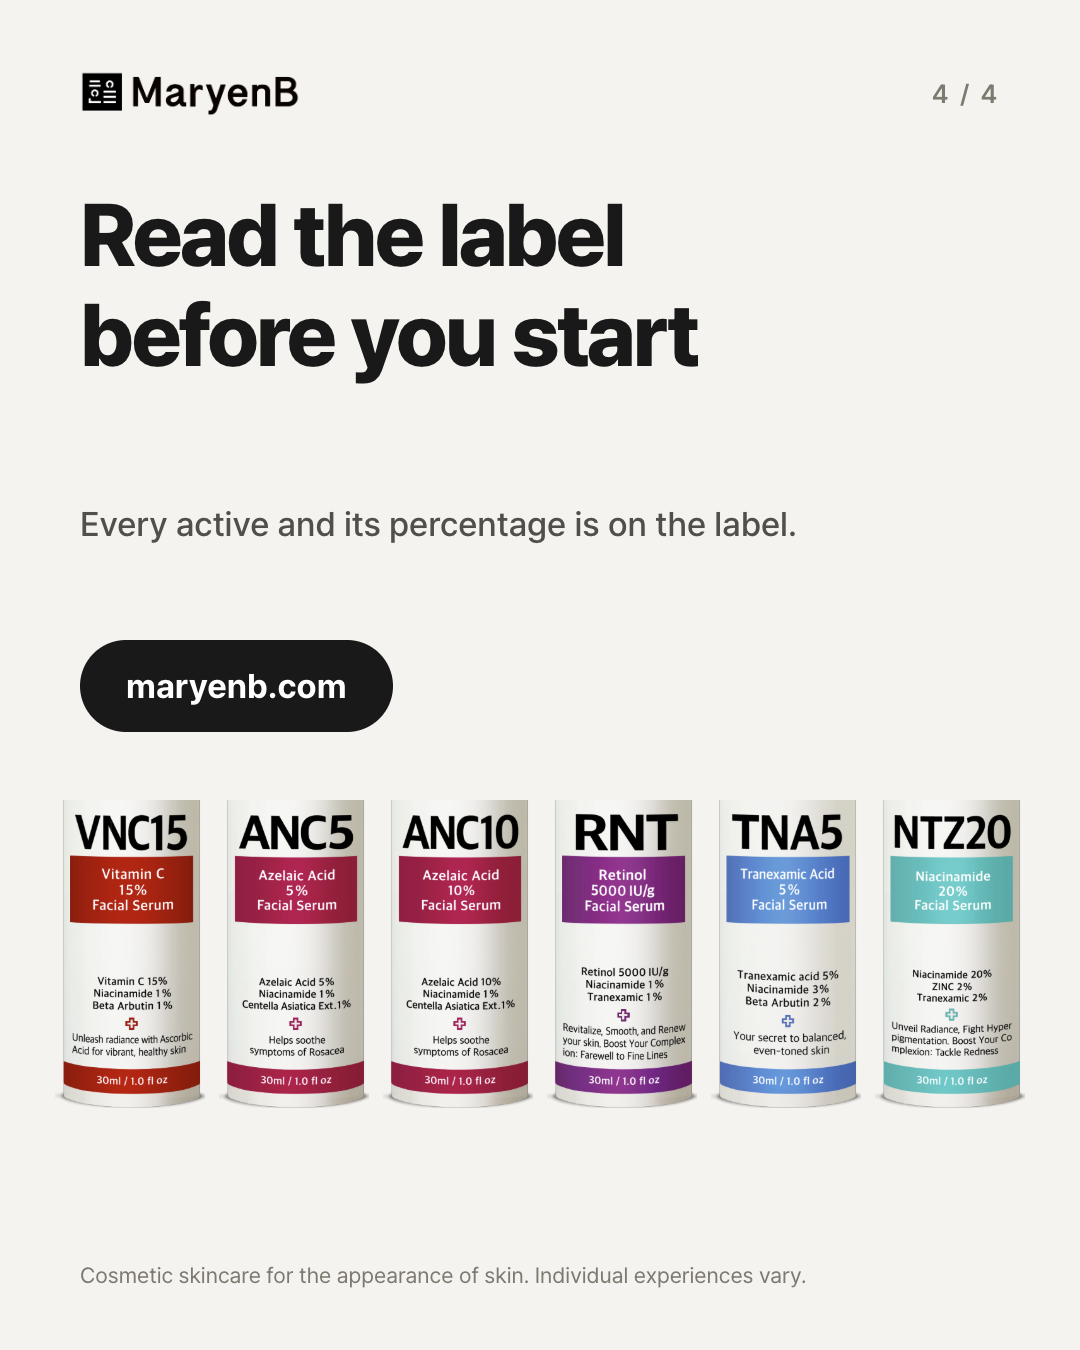 MaryenB
4 / 4
Read the label
before you start
Every active and its percentage is on the label.
maryenb.com
VNC15
Vitamin C
15%
Facial Serum
Vitamin C 15%
Niacinamide 1%
Beta Arbutin 1%
Unleash radiance with Ascorbic
Acid for vibrant, healthy skin
30ml / 1.0 fl oz
ANC5
Azelaic Acid
5%
Facial Serum
Azelaic Acid 5%
Niacinamide 1%
Centella Asiatica Ext.1%
Helps soothe
symptoms of Rosacea
30ml / 1.0 fl oz
ANC10
Azelaic Acid
10%
Facial Serum
Azelaic Acid 10%
Niacinamide 1%
Centella Asiatica Ext.1%
Helps soothe
symptoms of Rosacea
30ml / 1.0 fl oz
RNT
Retinol
5000 IU/g
Facial Serum
Retinol 5000 IU/g
Niacinamide 1%
Tranexamic 1%
Revitalize, Smooth, and Renew
your skin. Boost Your Complex
ion: Farewell to Fine Lines
30ml / 1.0 fl oz
TNA5
Tranexamic Acid
5%
Facial Serum
Tranexamic acid 5%
Niacinamide 3%
Beta Arbutin 2%
Your secret to balanced,
even-toned skin
30ml / 1.0 fl oz
NTZ20
Niacinamide
20%
Facial Serum
Niacinamide 20%
ZINC 2%
Tranexamic 2%
Unveil Radiance, Fight Hyper
pigmentation. Boost Your Co
mplexion: Tackle Redness
30ml / 1.0 fl oz
Cosmetic skincare for the appearance of skin. Individual experiences vary.